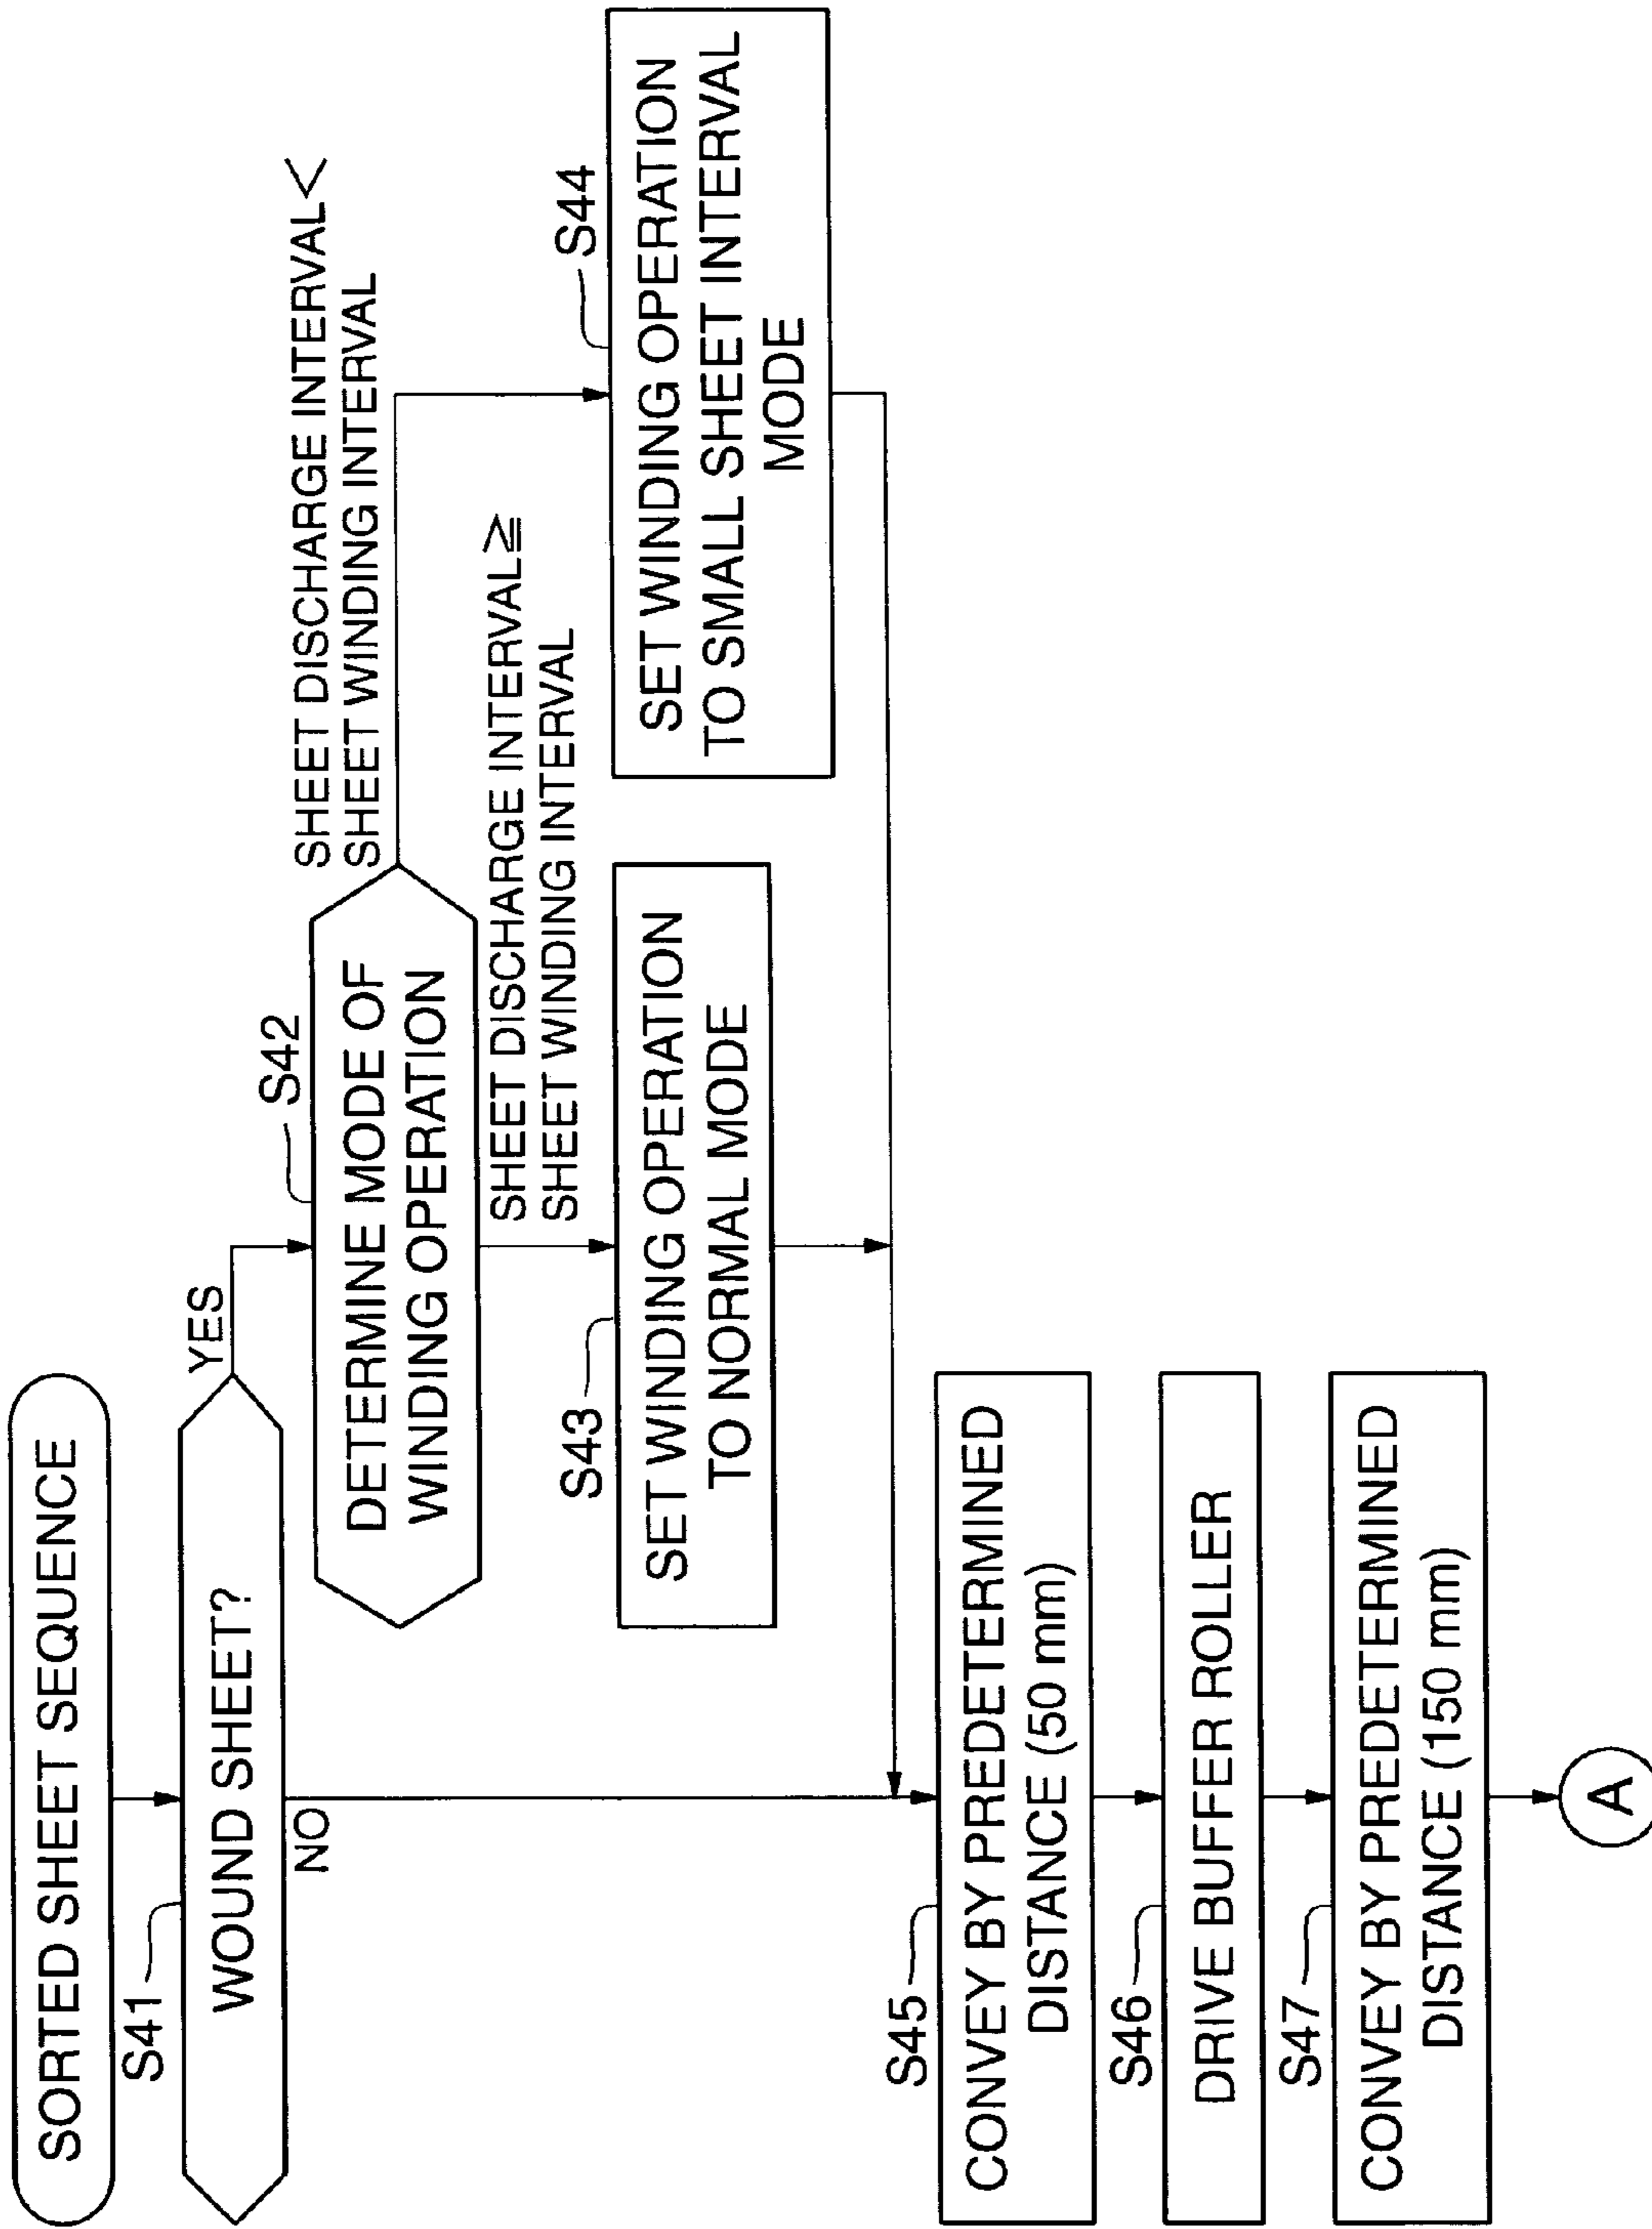 SORTED SHEET SEQUENCE
S41
WOUND SHEET?
YES
NO
S42
DETERMINE MODE OF
WINDING OPERATION
SHEET DISCHARGE INTERVAL<
SHEET WINDING INTERVAL
SHEET DISCHARGE INTERVAL≧
SHEET WINDING INTERVAL
S43
SET WINDING OPERATION
TO NORMAL MODE
S44
SET WINDING OPERATION
TO SMALL SHEET INTERVAL
MODE
S45
CONVEY BY PREDETERMINED
DISTANCE (50 mm)
S46
DRIVE BUFFER ROLLER
S47
CONVEY BY PREDETERMINED
DISTANCE (150 mm)
A